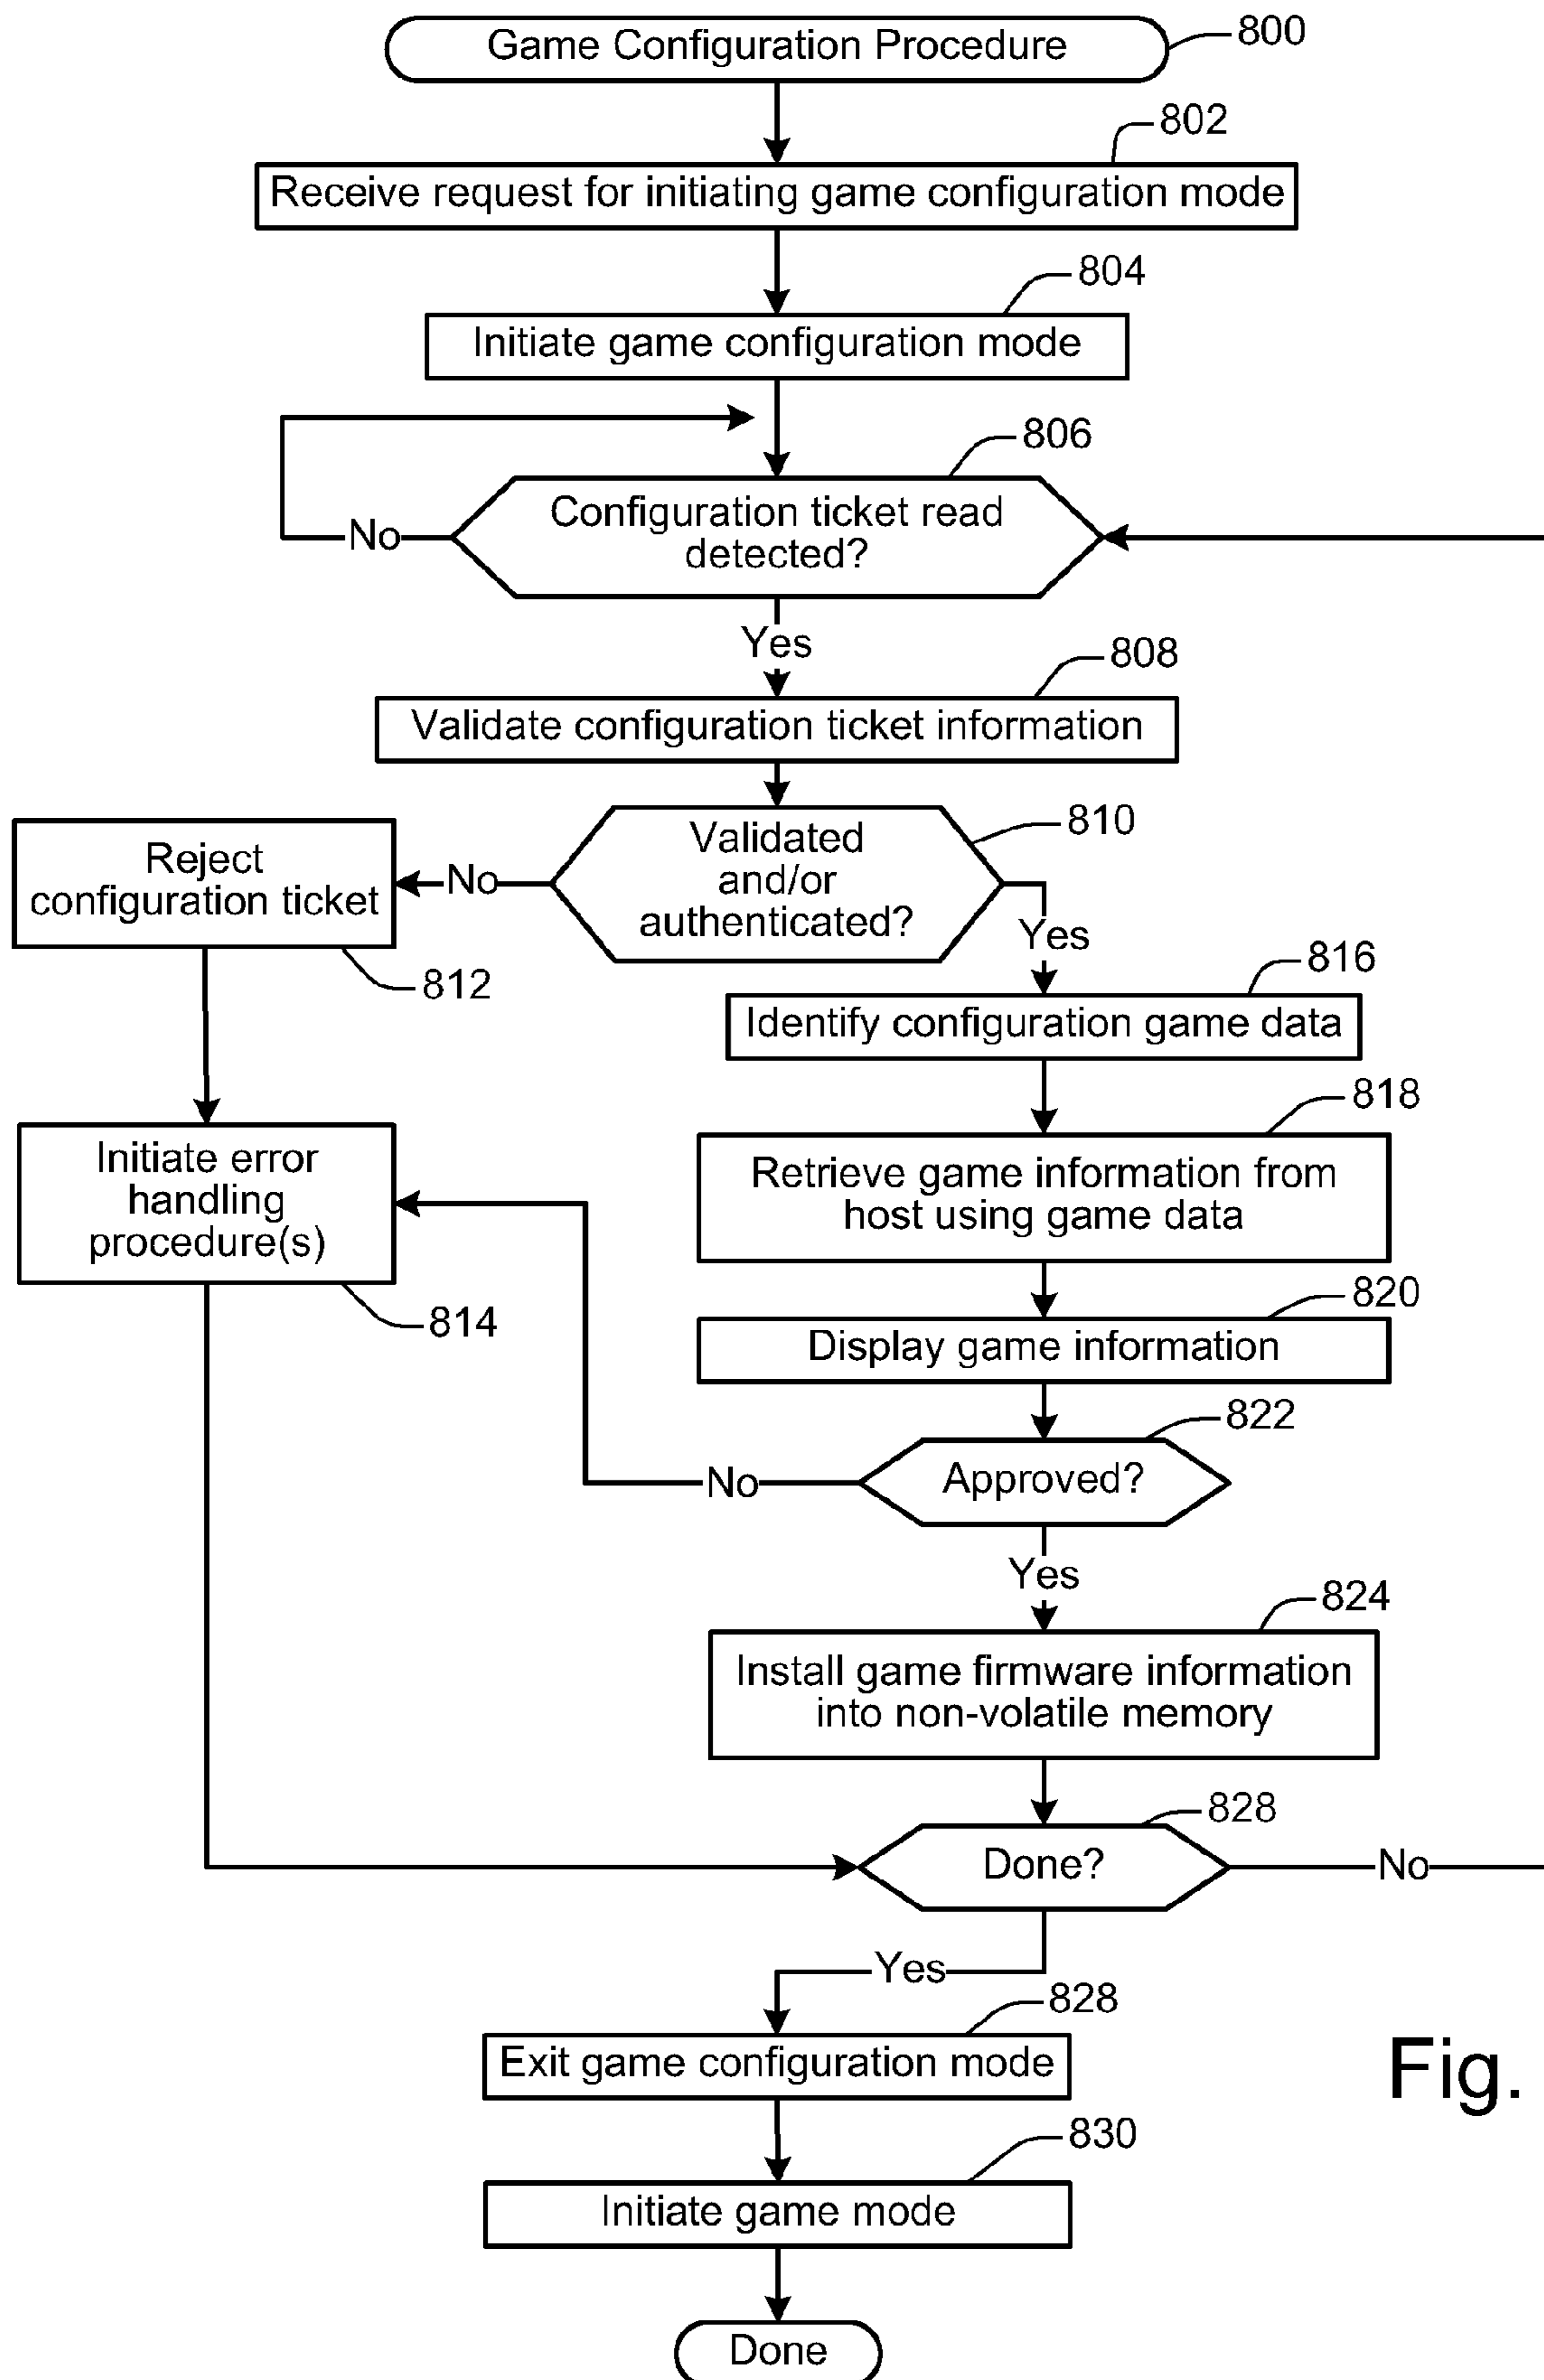 Game Configuration Procedure
800
802
Receive request for initiating game configuration mode
804
Initiate game configuration mode
806
Configuration ticket read
detected?
No
Yes
808
Validate configuration ticket information
810
Validated
and/or
authenticated?
No
Yes
Reject
configuration ticket
812
816
Identify configuration game data
818
Retrieve game information from
host using game data
Initiate error
handling
procedure(s)
814
820
Display game information
822
Approved?
No
Yes
824
Install game firmware information
into non-volatile memory
828
Done?
No
Yes
828
Exit game configuration mode
Fig.
830
Initiate game mode
Done